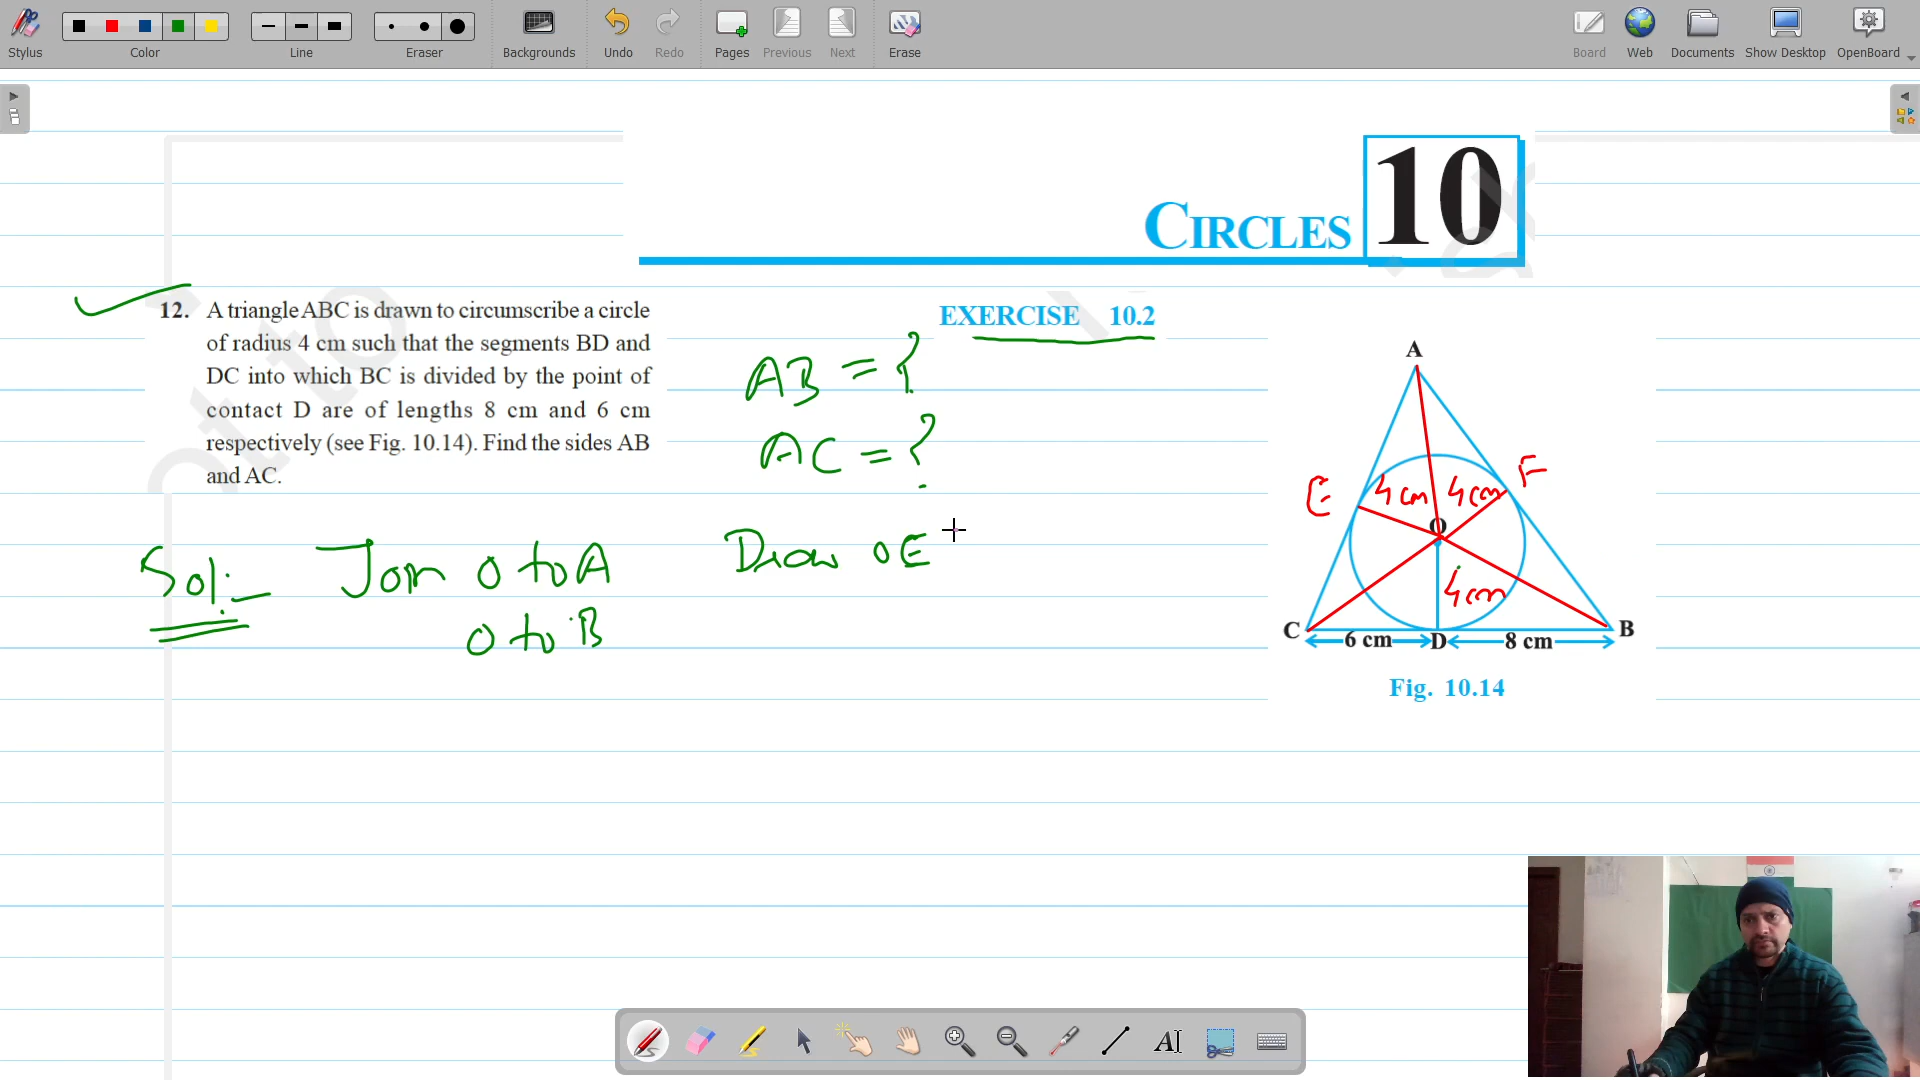 Stylus
Color
Line
Eraser
Backgrounds
Undo
Redo
Pages
Previous
Next
Erase
Board
Web
Documents
Show Desktop
OpenBoard
CIRCLES 10
12. A triangle ABC is drawn to circumscribe a circle
of radius 4 cm such that the segments BD and
DC into which BC is divided by the point of
contact D are of lengths 8 cm and 6 cm
respectively (see Fig. 10.14). Find the sides AB
and AC.
EXERCISE 10.2
AB = ?
AC = ?
Sol:- Join O to A
O to B
Draw OE
A
E
F
4 cm
4 cm
O
4 cm
C
6 cm
D
8 cm
B
Fig. 10.14